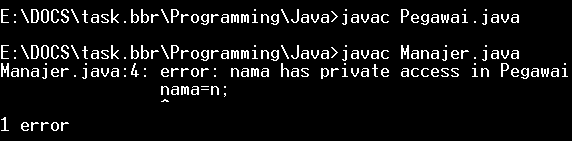 E:\DOCS\task.bbr\Programming\Java>javac Pegawai.java
E:\DOCS\task.bbr\Programming\Java>javac Manajer.java
Manajer.java:4: error: nama has private access in Pegawai
nama=n;
^
1 error